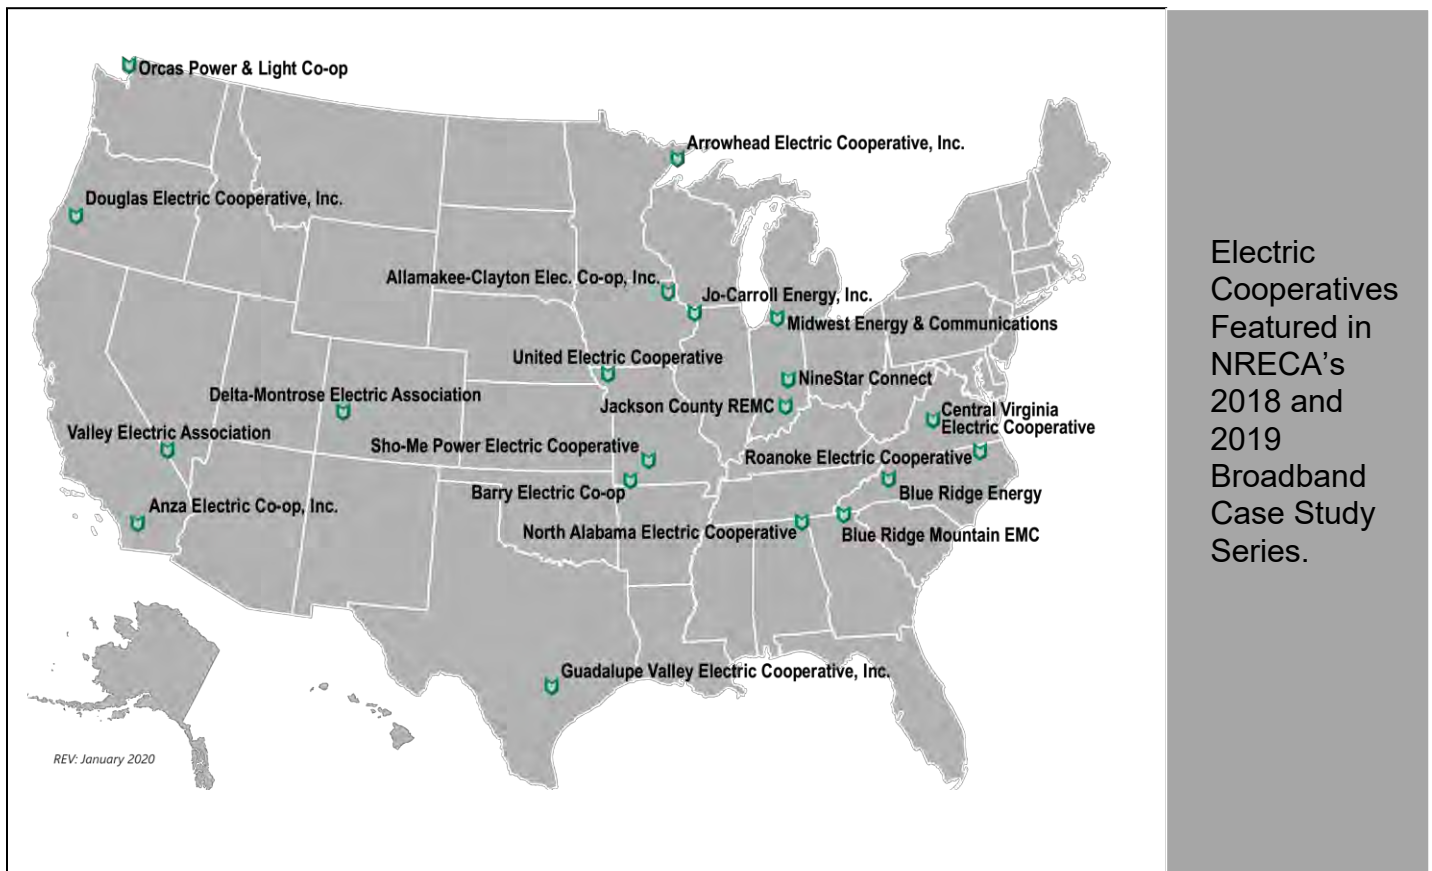 Orcas Power & Light Co-op
Arrowhead Electric Cooperative, Inc.
Douglas Electric Cooperative, Inc.
Allamakee-Clayton Elec. Co-op, Inc.
Jo-Carroll Energy, Inc.
Midwest Energy & Communications
United Electric Cooperative
NineStar Connect
Delta-Montrose Electric Association
Jackson County REMC
Central Virginia
Electric Cooperative
Valley Electric Association
Sho-Me Power Electric Cooperative
Roanoke Electric Cooperative
Barry Electric Co-op
Blue Ridge Energy
Anza Electric Co-op, Inc.
North Alabama Electric Cooperative
Blue Ridge Mountain EMC
Guadalupe Valley Electric Cooperative, Inc.
REV: January 2020
Electric
Cooperatives
Featured in
NRECA’s
2018 and
2019
Broadband
Case Study
Series.